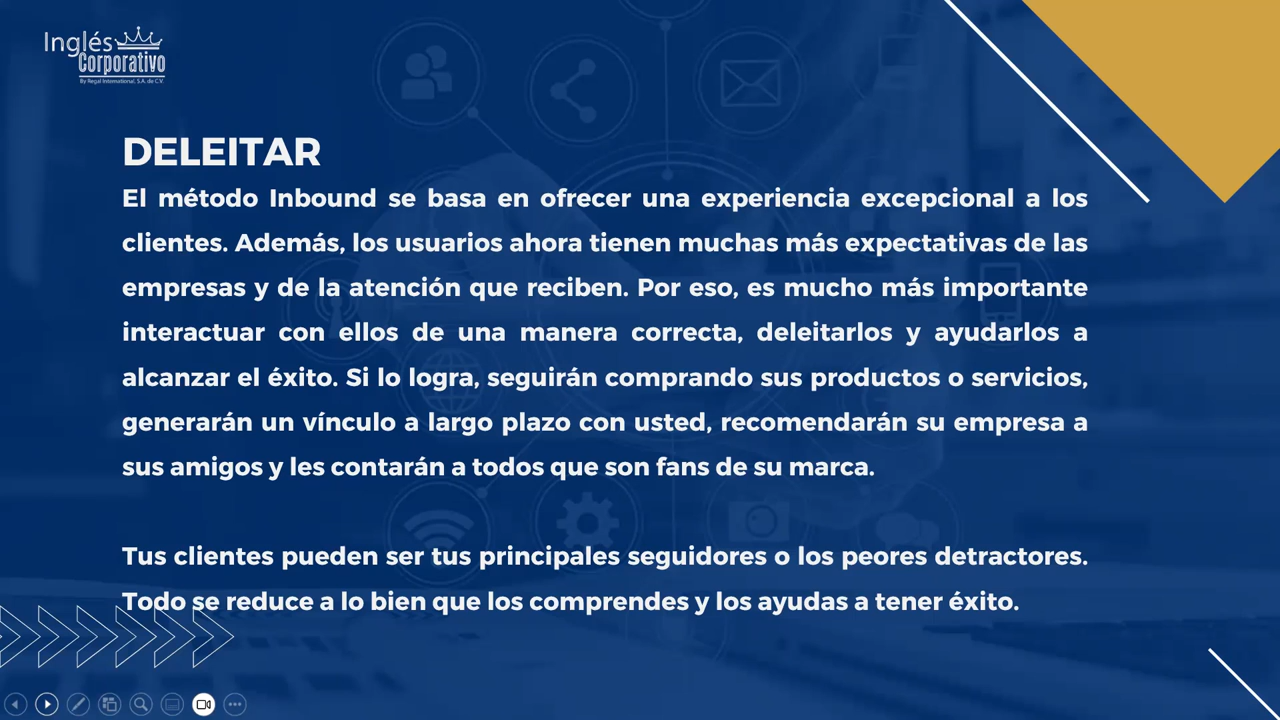 Inglés
Corporativo
By Regal International, S.A. de C.V.
DELEITAR
El método Inbound se basa en ofrecer una experiencia excepcional a los
clientes. Además, los usuarios ahora tienen muchas más expectativas de las
empresas y de la atención que reciben. Por eso, es mucho más importante
interactuar con ellos de una manera correcta, deleitarlos y ayudarlos a
alcanzar el éxito. Si lo logra, seguirán comprando sus productos o servicios,
generarán un vínculo a largo plazo con usted, recomendarán su empresa a
sus amigos y les contarán a todos que son fans de su marca.
Tus clientes pueden ser tus principales seguidores o los peores detractores.
Todo se reduce a lo bien que los comprendes y los ayudas a tener éxito.